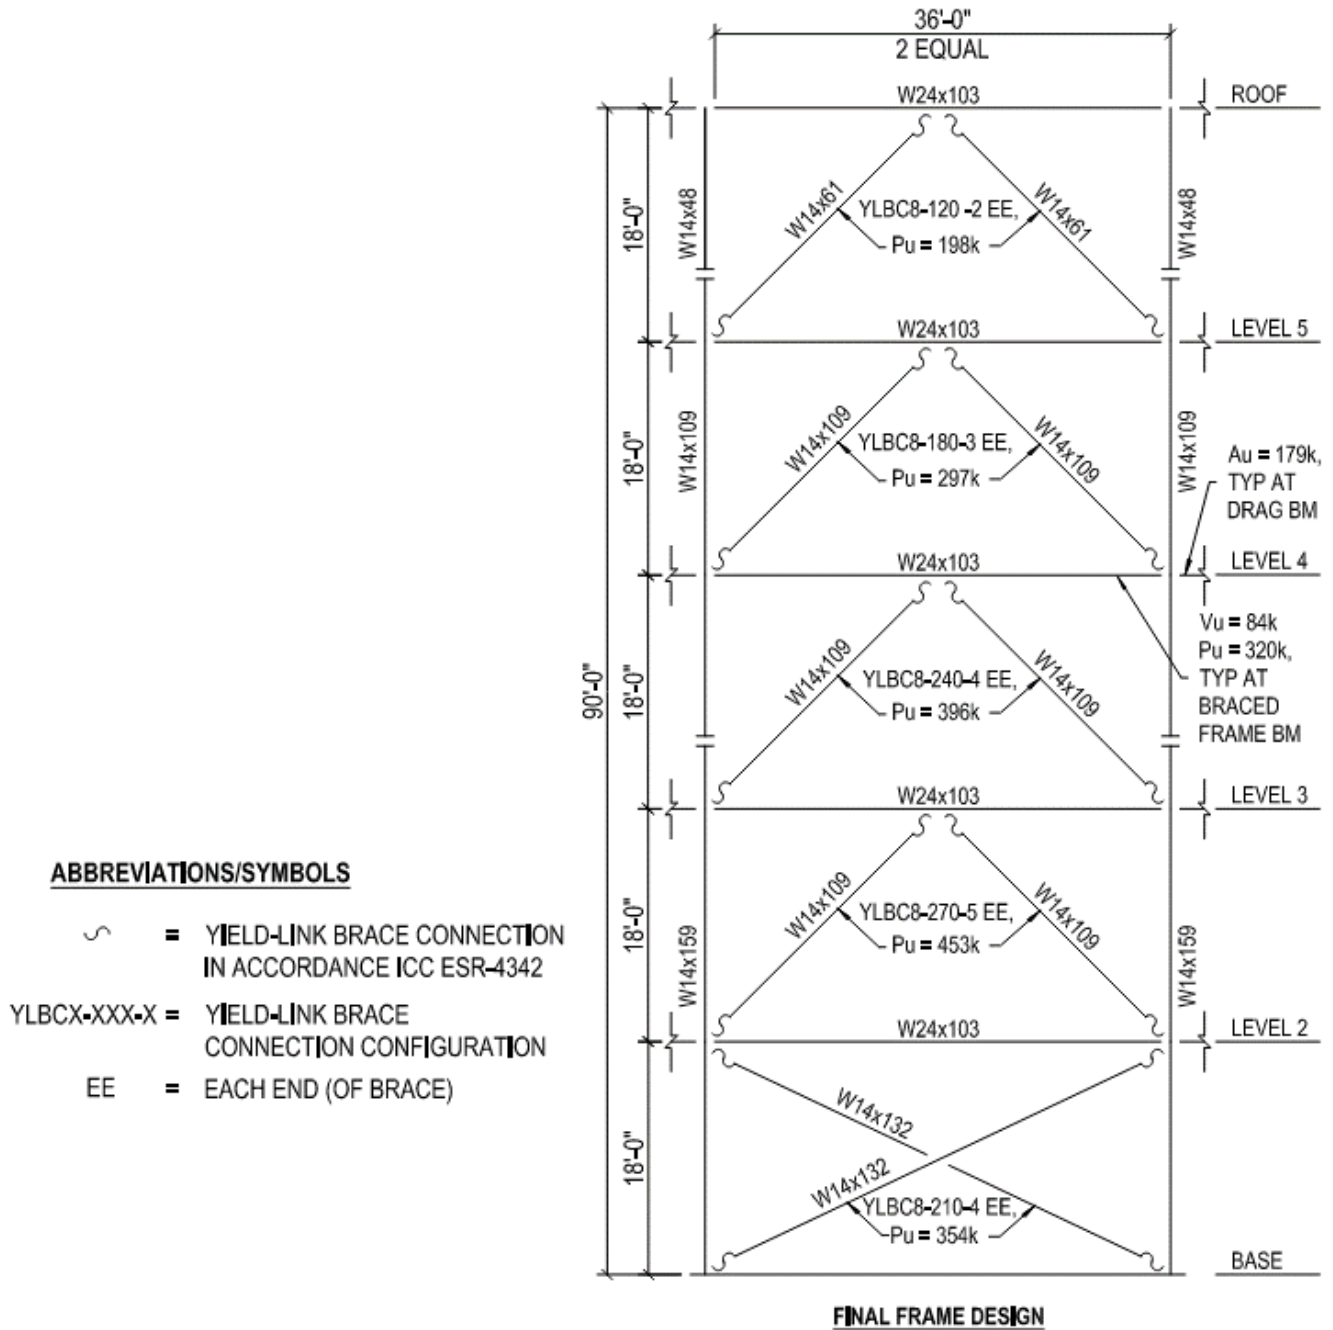 36'-0"
2 EQUAL
W24x103
ROOF
18'-0"
W14x48
W14x61
YLBC8-120 -2 EE,
Pu = 198k
W14x61
W14x48
W24x103
LEVEL 5
18'-0"
W14x109
W14x109
YLBC8-180-3 EE,
Pu = 297k
W14x109
W14x109
Au = 179k,
TYP AT
DRAG BM
W24x103
LEVEL 4
90'-0"
18'-0"
W14x109
YLBC8-240-4 EE,
Pu = 396k
W14x109
Vu = 84k
Pu = 320k,
TYP AT
BRACED
FRAME BM
W24x103
LEVEL 3
18'-0"
W14x159
W14x109
YLBC8-270-5 EE,
Pu = 453k
W14x109
W14x159
W24x103
LEVEL 2
18'-0"
W14x132
W14x132
YLBC8-210-4 EE,
Pu = 354k
BASE
FINAL FRAME DESIGN
ABBREVIATIONS/SYMBOLS
= YIELD-LINK BRACE CONNECTION
IN ACCORDANCE ICC ESR-4342
YLBCX-XXX-X = YIELD-LINK BRACE
CONNECTION CONFIGURATION
EE = EACH END (OF BRACE)